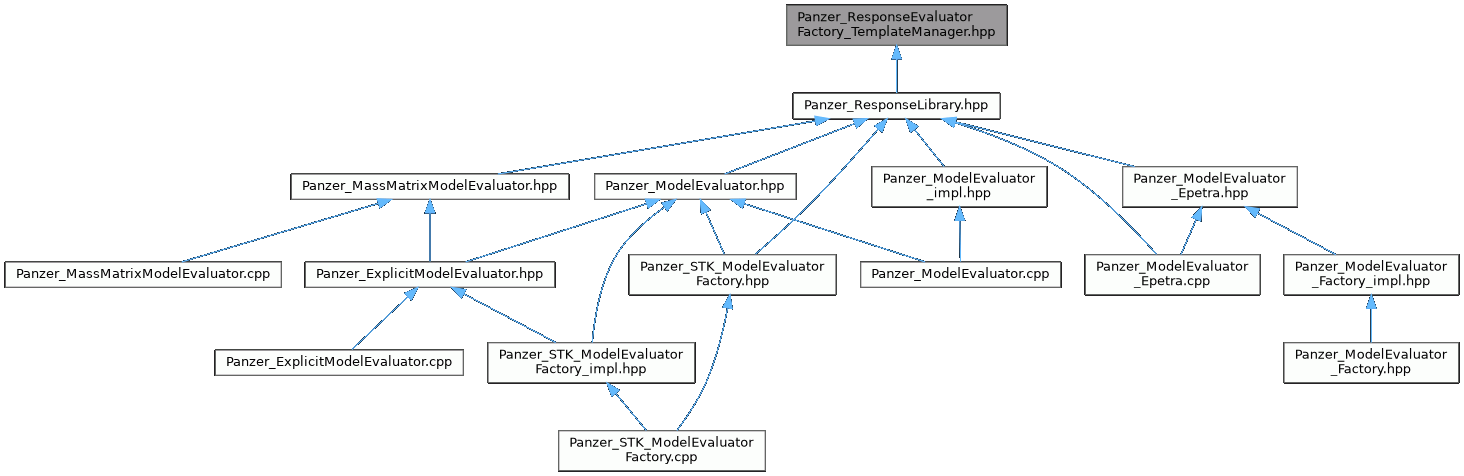 Panzer_ResponseEvaluator
Factory_TemplateManager.hpp
Panzer_ResponseLibrary.hpp
Panzer_MassMatrixModelEvaluator.hpp
Panzer_ModelEvaluator.hpp
Panzer_ModelEvaluator
_impl.hpp
Panzer_ModelEvaluator
_Epetra.hpp
Panzer_MassMatrixModelEvaluator.cpp
Panzer_ExplicitModelEvaluator.hpp
Panzer_STK_ModelEvaluator
Factory.hpp
Panzer_ModelEvaluator.cpp
Panzer_ModelEvaluator
_Epetra.cpp
Panzer_ModelEvaluator
_Factory_impl.hpp
Panzer_ExplicitModelEvaluator.cpp
Panzer_STK_ModelEvaluator
Factory_impl.hpp
Panzer_ModelEvaluator
_Factory.hpp
Panzer_STK_ModelEvaluator
Factory.cpp